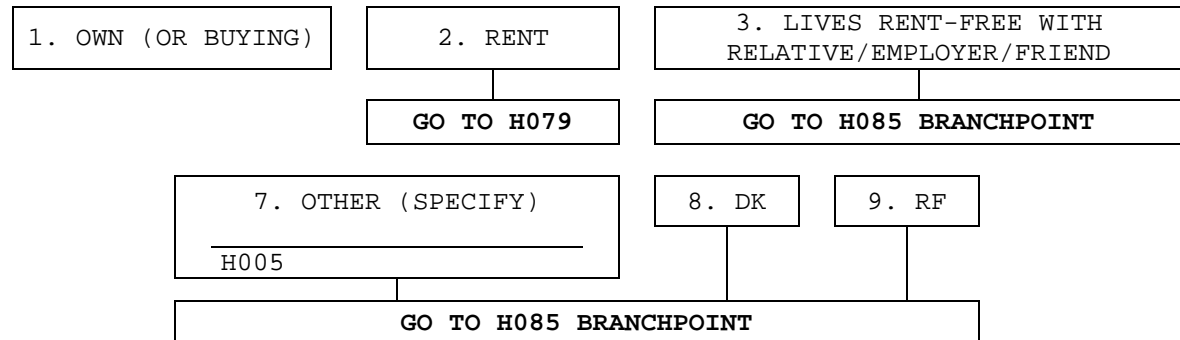 1. OWN (OR BUYING)
2. RENT
3. LIVES RENT-FREE WITH
RELATIVE/EMPLOYER/FRIEND
GO TO H079
GO TO H085 BRANCHPOINT
7. OTHER (SPECIFY)
8. DK
9. RF
H005
GO TO H085 BRANCHPOINT